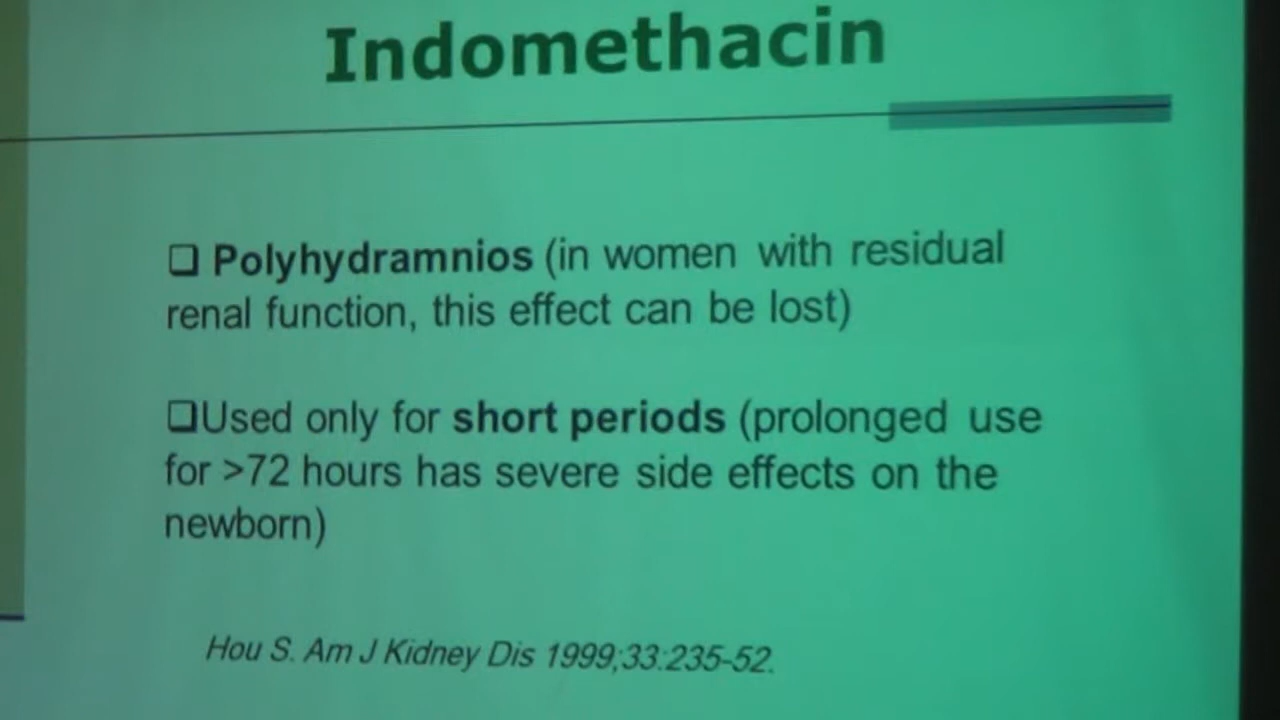 Indomethacin
❑ Polyhydramnios (in women with residual
renal function, this effect can be lost)
❑Used only for short periods (prolonged use
for >72 hours has severe side effects on the
newborn)
Hou S. Am J Kidney Dis 1999;33:235-52.